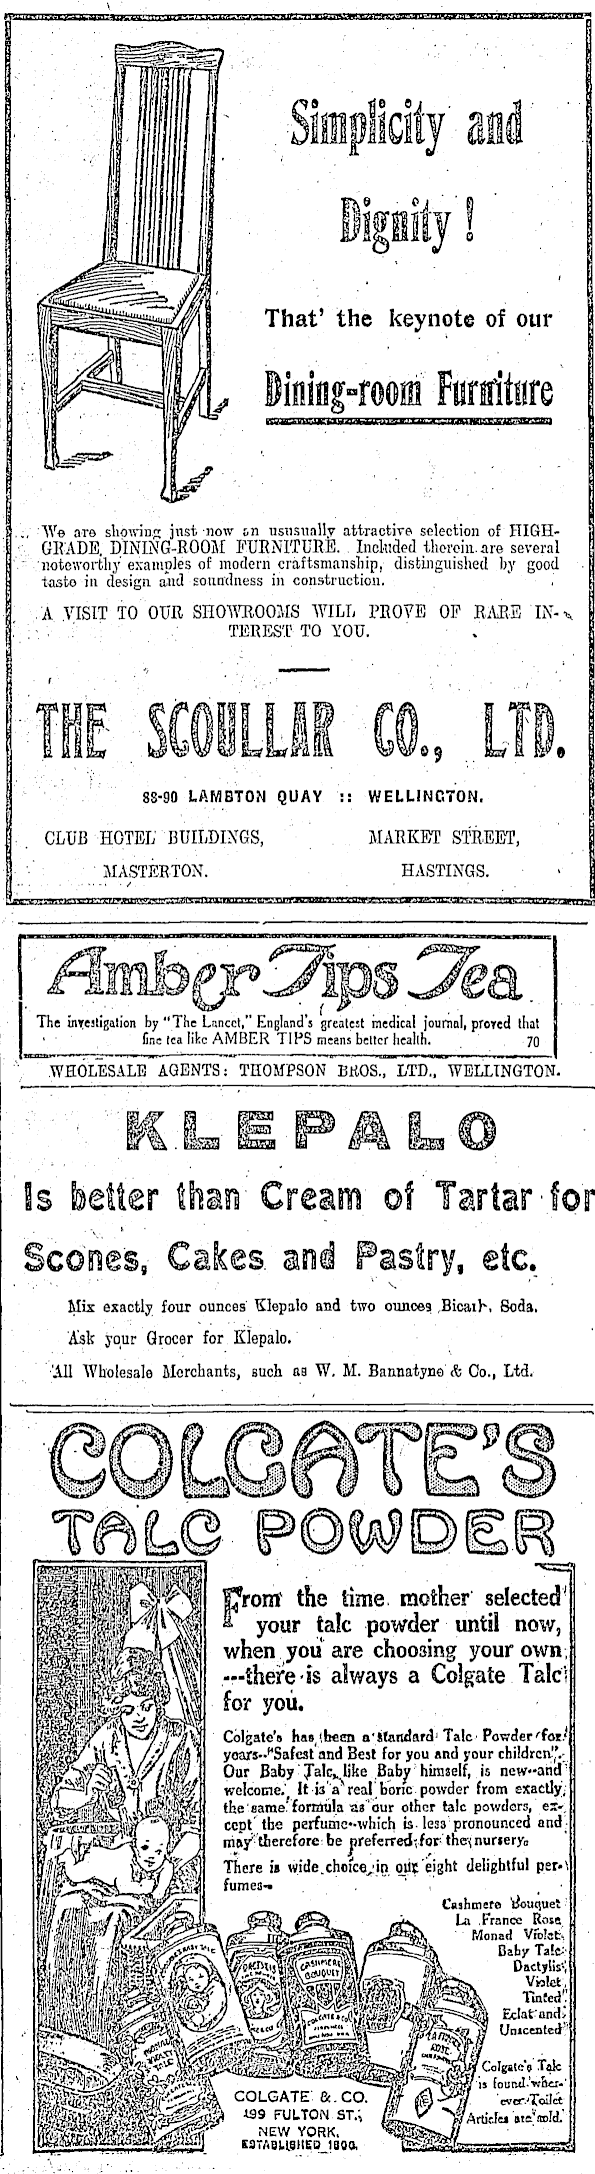 Simplicity and
Dignity !
That' the keynote of our
Dining-room Furniture
We are showing just now an ususually attractive selection of HIGH-
GRADE DINING-ROOM FURNITURE. Included therein are several
noteworthy examples of modern craftsmanship, distinguished by good
taste in design and soundness in construction.
A VISIT TO OUR SHOWROOMS WILL PROVE OF RARE IN-
TEREST TO YOU.
THE SCOULLAR CO., LTD.
88-90 LAMBTON QUAY :: WELLINGTON.
CLUB HOTEL BUILDINGS, MARKET STREET,
MASTERTON. HASTINGS.
Amber Tips Tea
The investigation by "The Lancet," England's greatest medical journal, proved that
fine tea like AMBER TIPS means better health. 70
WHOLESALE AGENTS: THOMPSON BROS., LTD., WELLINGTON.
KLEPALO
Is better than Cream of Tartar for
Scones, Cakes and Pastry, etc.
Mix exactly four ounces Klepalo and two ounces Bicarb. Soda.
Ask your Grocer for Klepalo.
All Wholesale Merchants, such as W. M. Bannatyne & Co., Ltd.
COLGATE'S
TALC POWDER
From the time mother selected
your talc powder until now,
when you are choosing your own
---there is always a Colgate Talc
for you.
Colgate's has been a standard Talc Powder for
years--"Safest and Best for you and your children".
Our Baby Talc, like Baby himself, is new--and
welcome. It is a real boric powder from exactly
the same formula as our other talc powders, ex-
cept the perfume--which is less pronounced and
may therefore be preferred for the nursery.
There is wide choice in our eight delightful per-
fumes--
Cashmere Bouquet
La France Rose
Monad Violet
Baby Talc
Dactylis
Violet
Tinted
Eclat and
Unscented
Colgate's Talc
is found wher-
ever Toilet
Articles are sold.
CASHMERE
BOUQUET
COLGATE & CO.
199 FULTON ST.,
NEW YORK.
ESTABLISHED 1806.